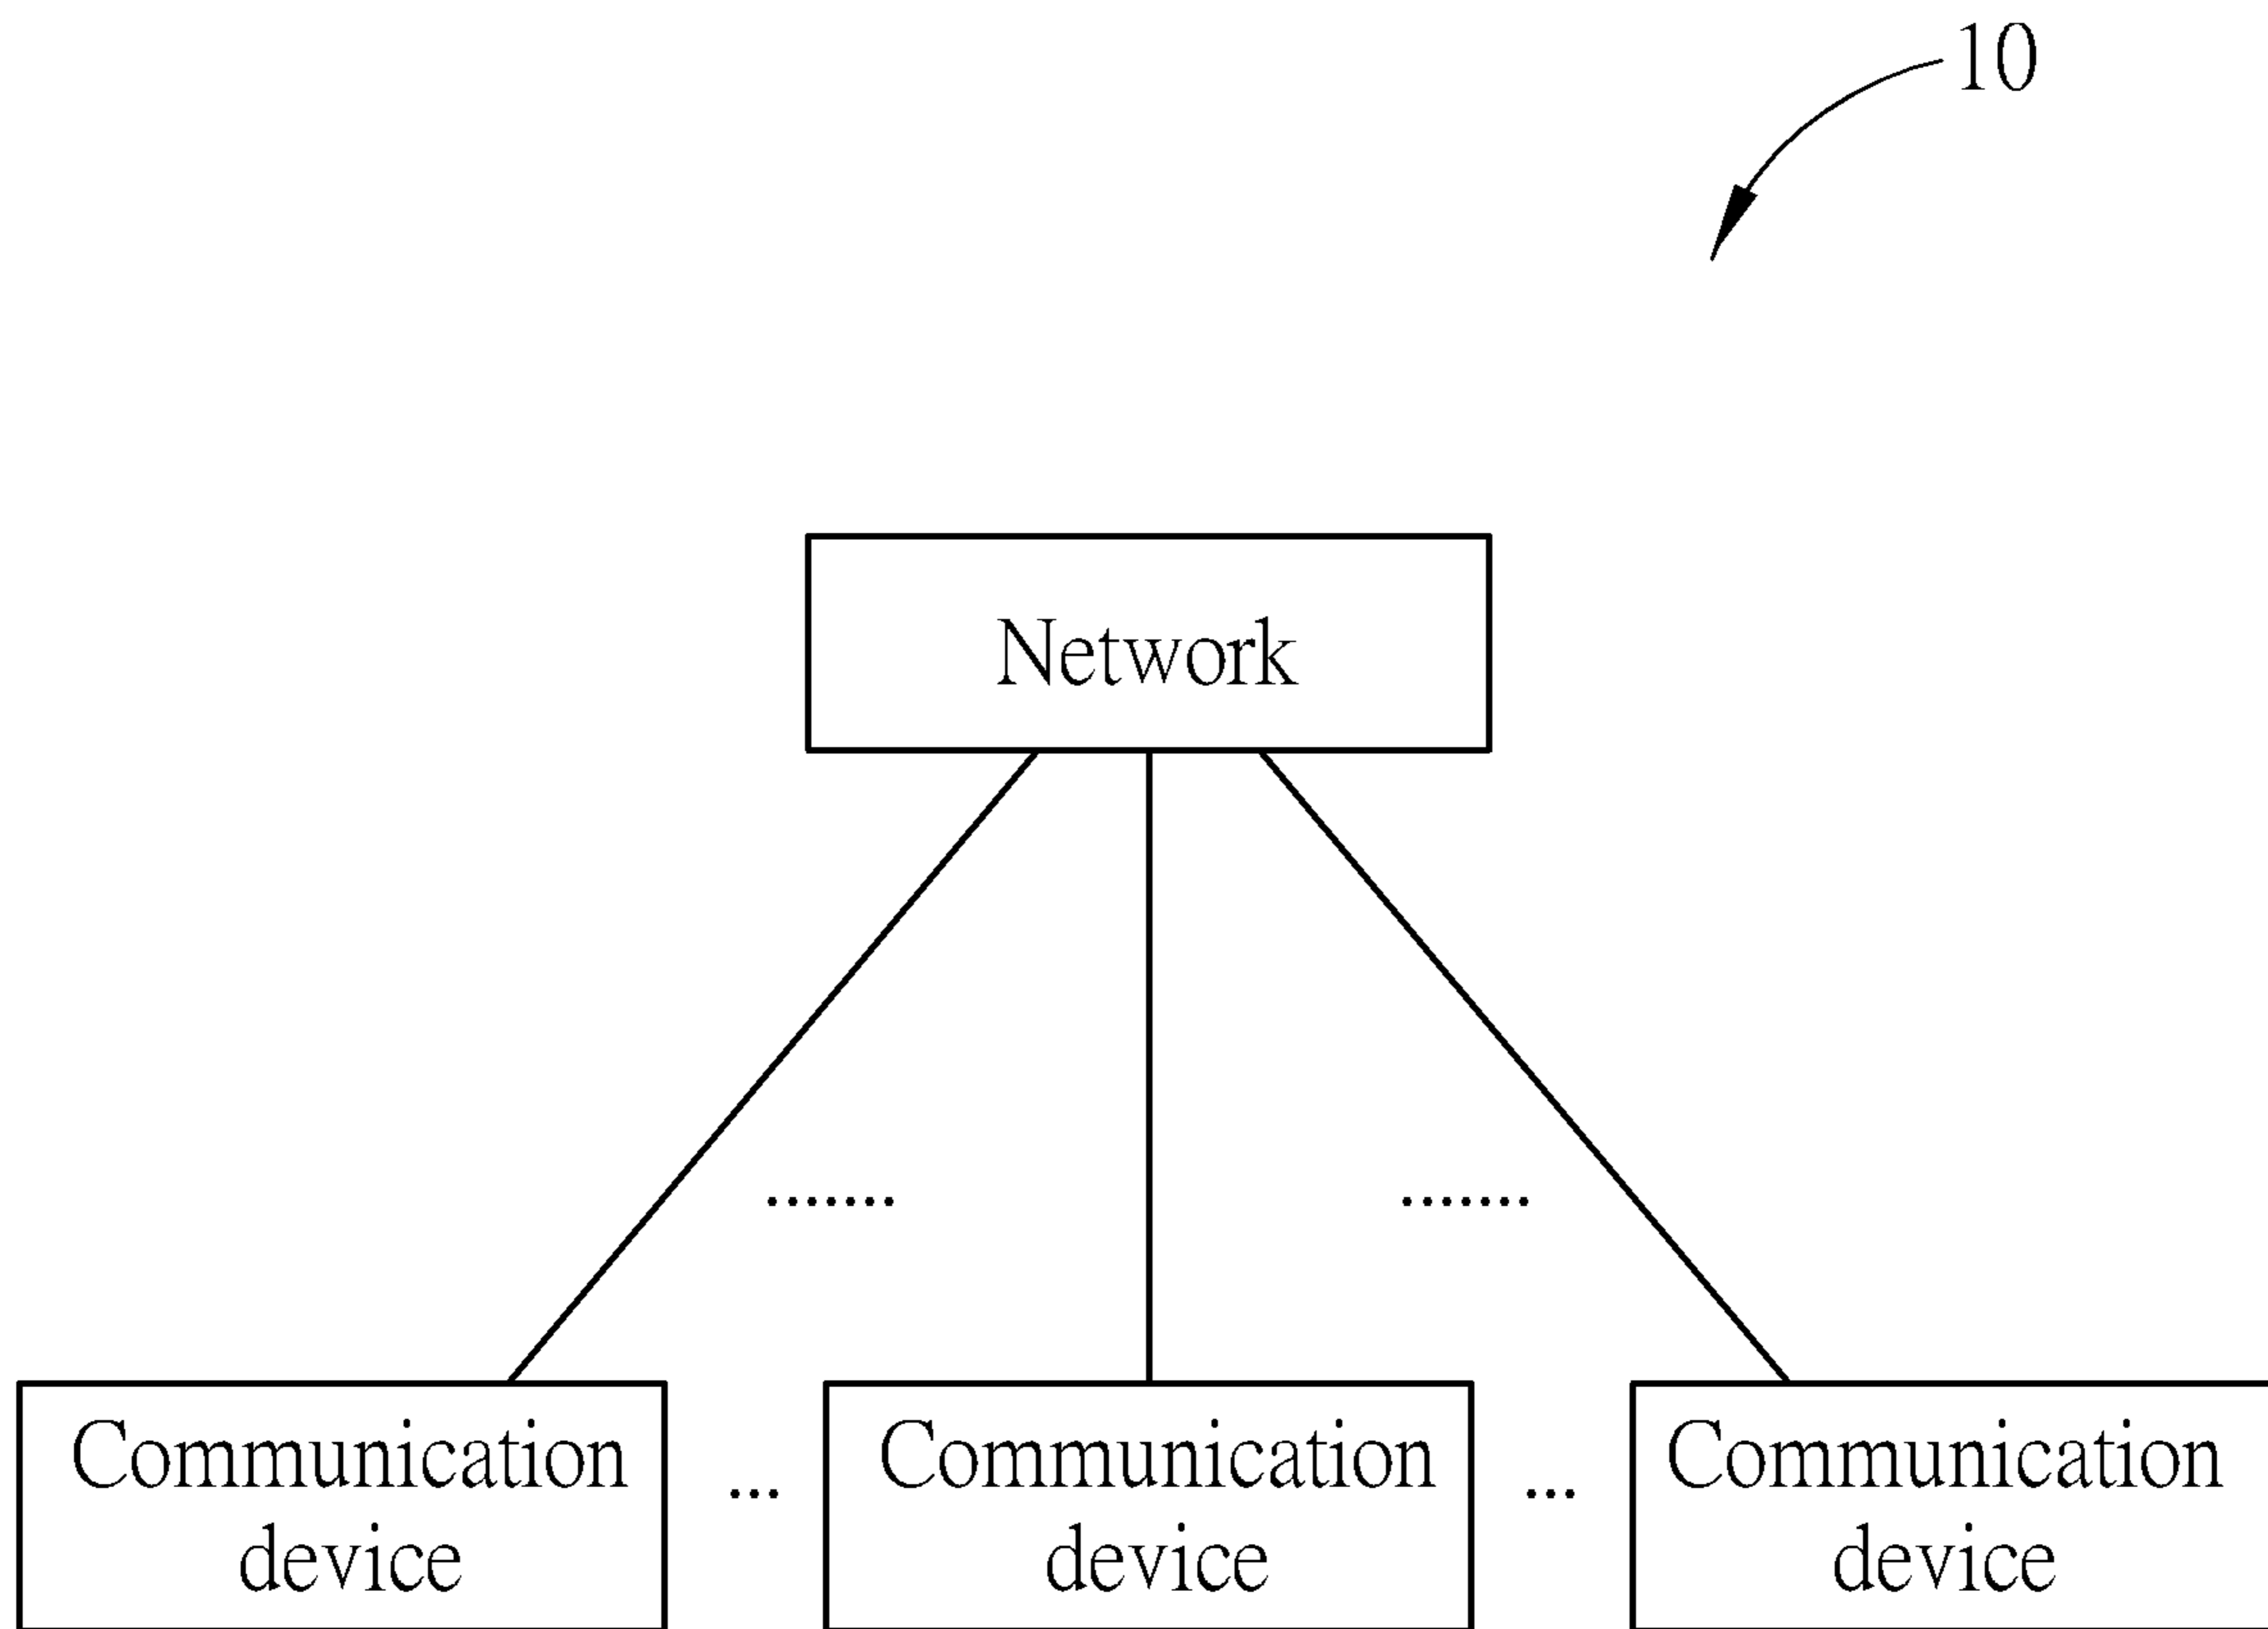 10
Network
.......
.......
Communication
device
...
Communication
device
...
Communication
device